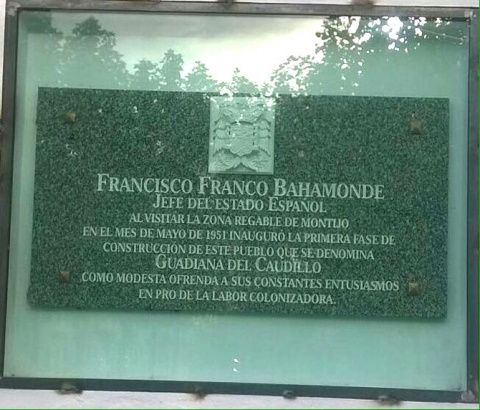 FRANCISCO FRANCO BAHAMONDE
JEFE DEL ESTADO ESPAÑOL
AL VISITAR LA ZONA REGABLE DE MONTIJO
EN EL MES DE MAYO DE 1951 INAUGURÓ LA PRIMERA FASE DE
CONSTRUCCIÓN DE ESTE PUEBLO QUE SE DENOMINA
GUADIANA DEL CAUDILLO
COMO MODESTA OFRENDA A SUS CONSTANTES ENTUSIASMOS
EN PRO DE LA LABOR COLONIZADORA.